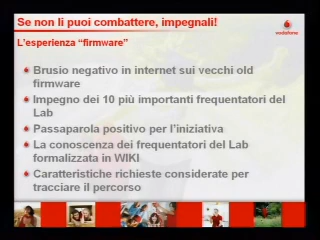 Se non li puoi combattere, impegnali!
vodafone
L'esperienza "firmware"
Brusio negativo in internet sui vecchi old
firmware
Impegno dei 10 più importanti frequentatori del
Lab
Passaparola positivo per l'iniziativa
La conoscenza dei frequentatori del Lab
formalizzata in WIKI
Caratteristiche richieste considerate per
tracciare il percorso